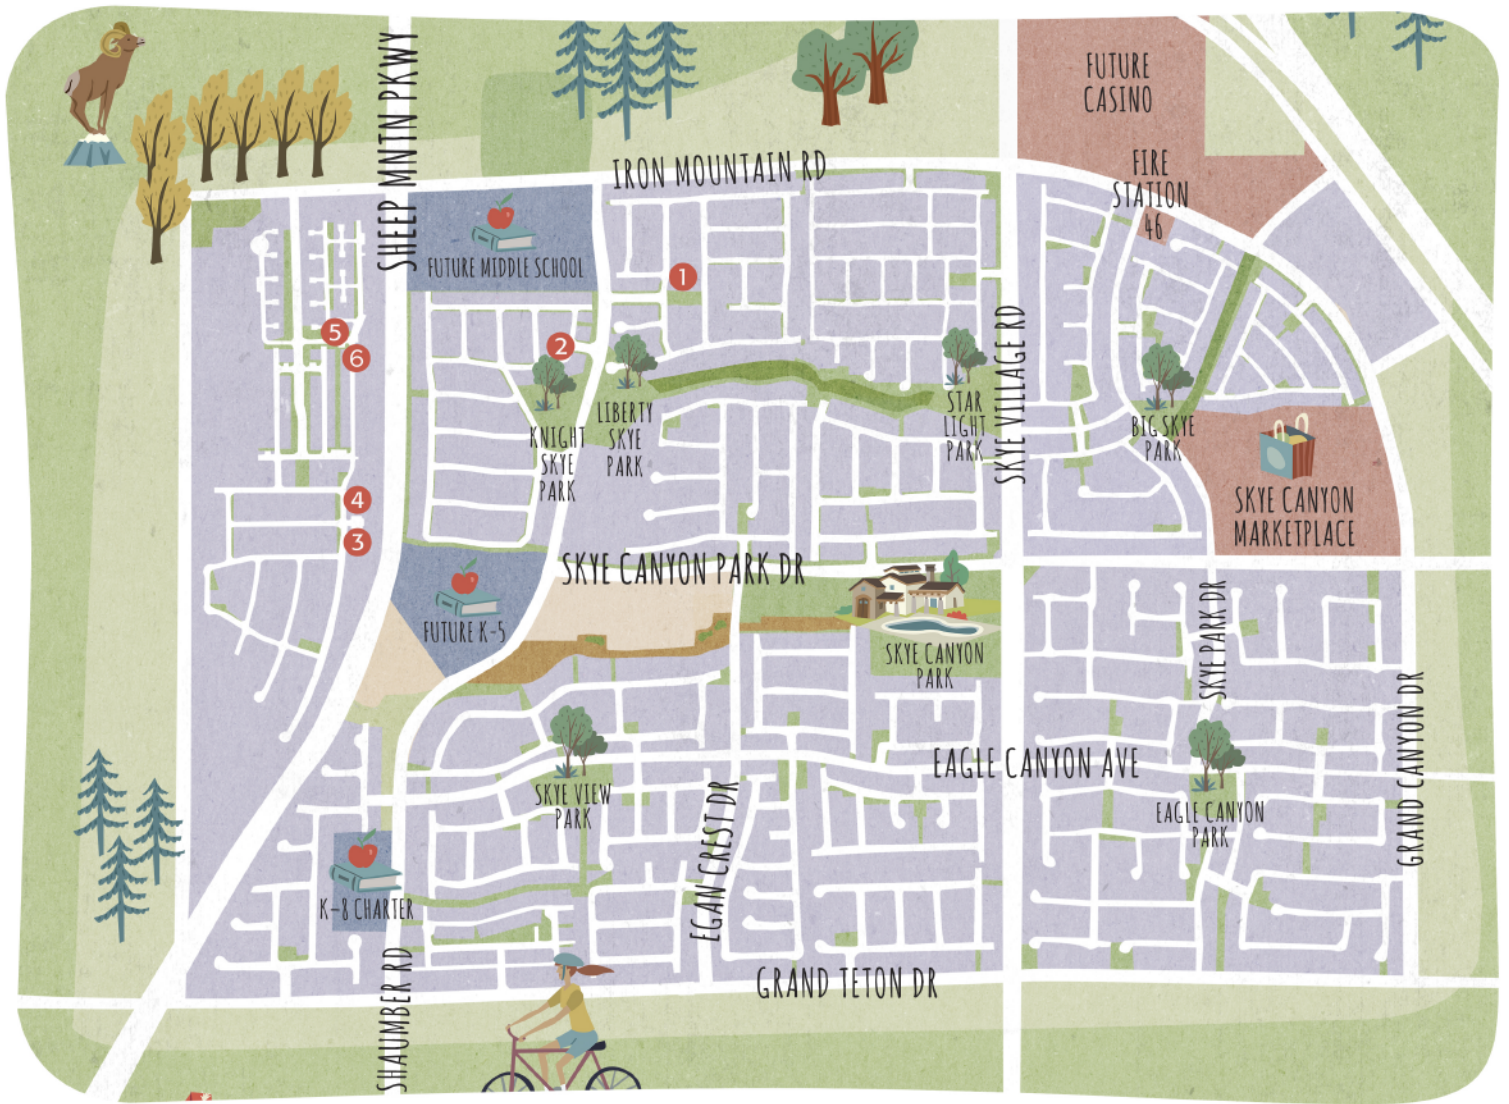 SHEEP MNTN PKWY
FUTURE
CASINO
FIRE
STATION
46
IRON MOUNTAIN RD
FUTURE MIDDLE SCHOOL
1
5
6
2
LIBERTY
SKYE
PARK
KNIGHT
SKYE
PARK
STAR
LIGHT
PARK
SKYE VILLAGE RD
BIG SKYE
PARK
SKYE CANYON
MARKETPLACE
4
3
SKYE CANYON PARK DR
FUTURE K-5
SKYE CANYON
PARK
SKYE PARK DR
GRAND CANYON DR
EAGLE CANYON AVE
SKYE VIEW
PARK
EGAN CREST DR
EAGLE CANYON
PARK
K-8 CHARTER
SHAUMBER RD
GRAND TETON DR